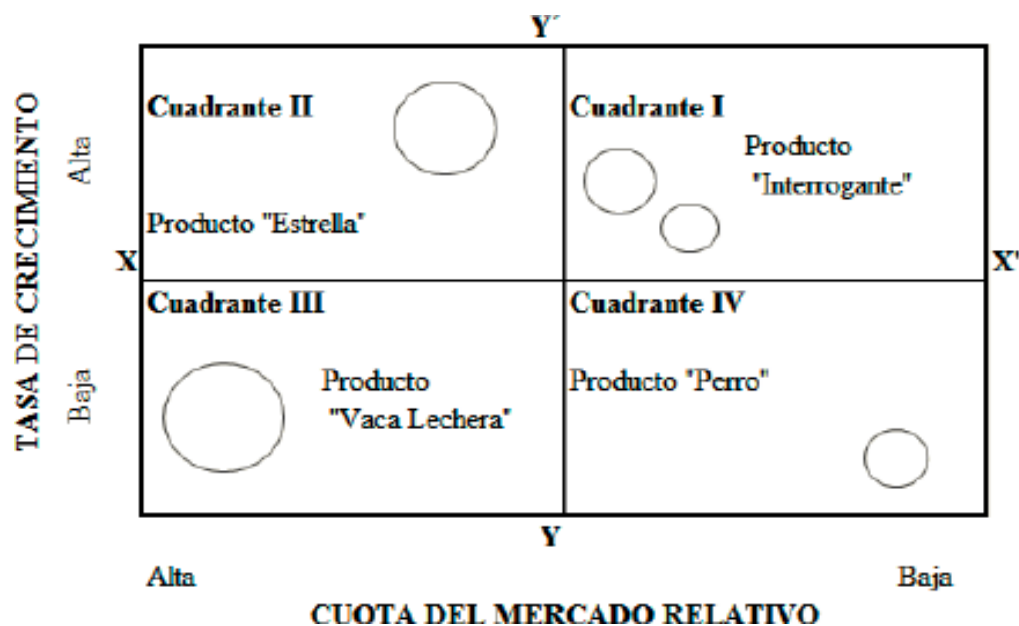 Y´
TASA DE CRECIMIENTO
Alta
Baja
Cuadrante II
Producto "Estrella"
Cuadrante I
Producto
"Interrogante"
X
X'
Cuadrante III
Producto
"Vaca Lechera"
Cuadrante IV
Producto "Perro"
Y
Alta
Baja
CUOTA DEL MERCADO RELATIVO